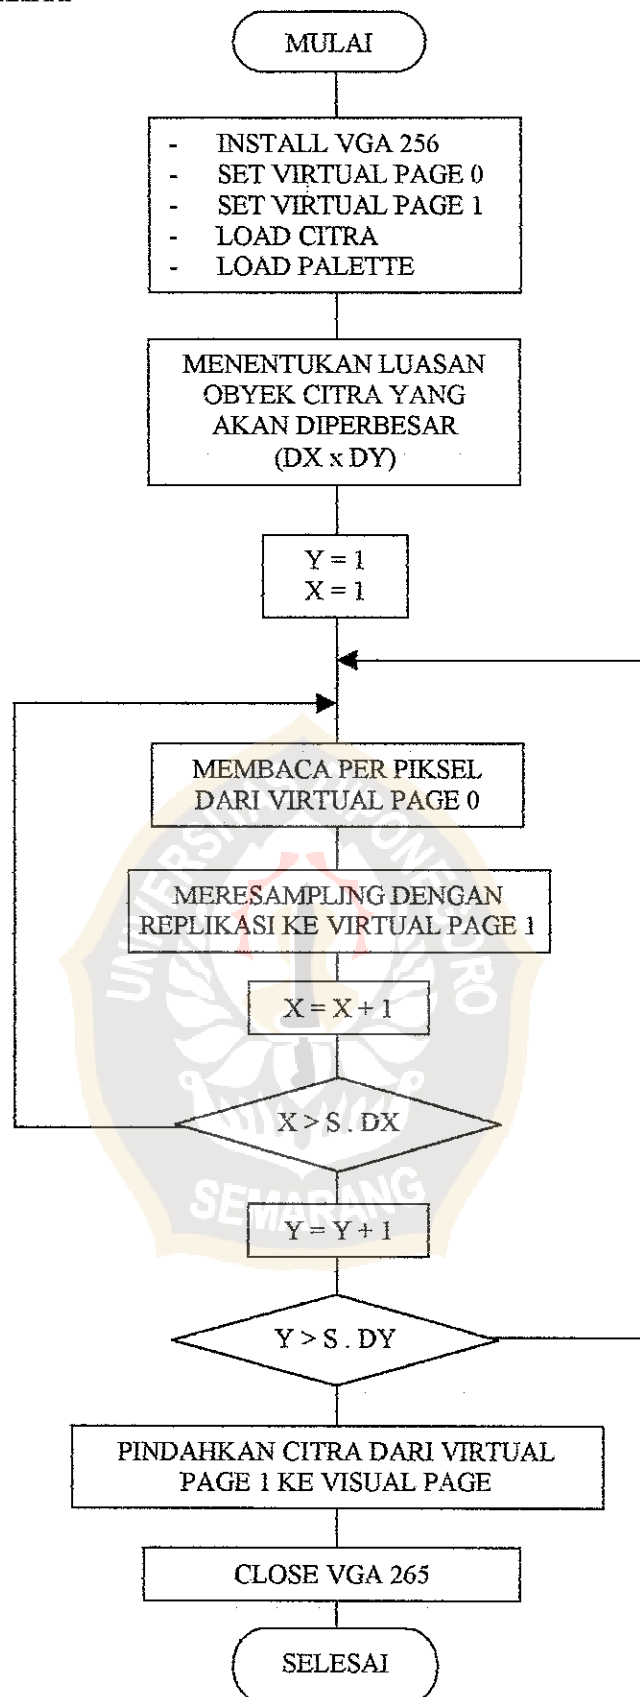 MULAI
- INSTALL VGA 256
- SET VIRTUAL PAGE 0
- SET VIRTUAL PAGE 1
- LOAD CITRA
- LOAD PALETTE
MENENTUKAN LUASAN
OBYEK CITRA YANG
AKAN DIPERBESAR
(DX x DY)
Y = 1
X = 1
MEMBACA PER PIKSEL
DARI VIRTUAL PAGE 0
MERESAMPLING DENGAN
REPLIKASI KE VIRTUAL PAGE 1
X = X + 1
X > S . DX
Y = Y + 1
Y > S . DY
PINDAHKAN CITRA DARI VIRTUAL
PAGE 1 KE VISUAL PAGE
CLOSE VGA 265
SELESAI
UNIVERSITAS DIPONEGORO
SEMARANG